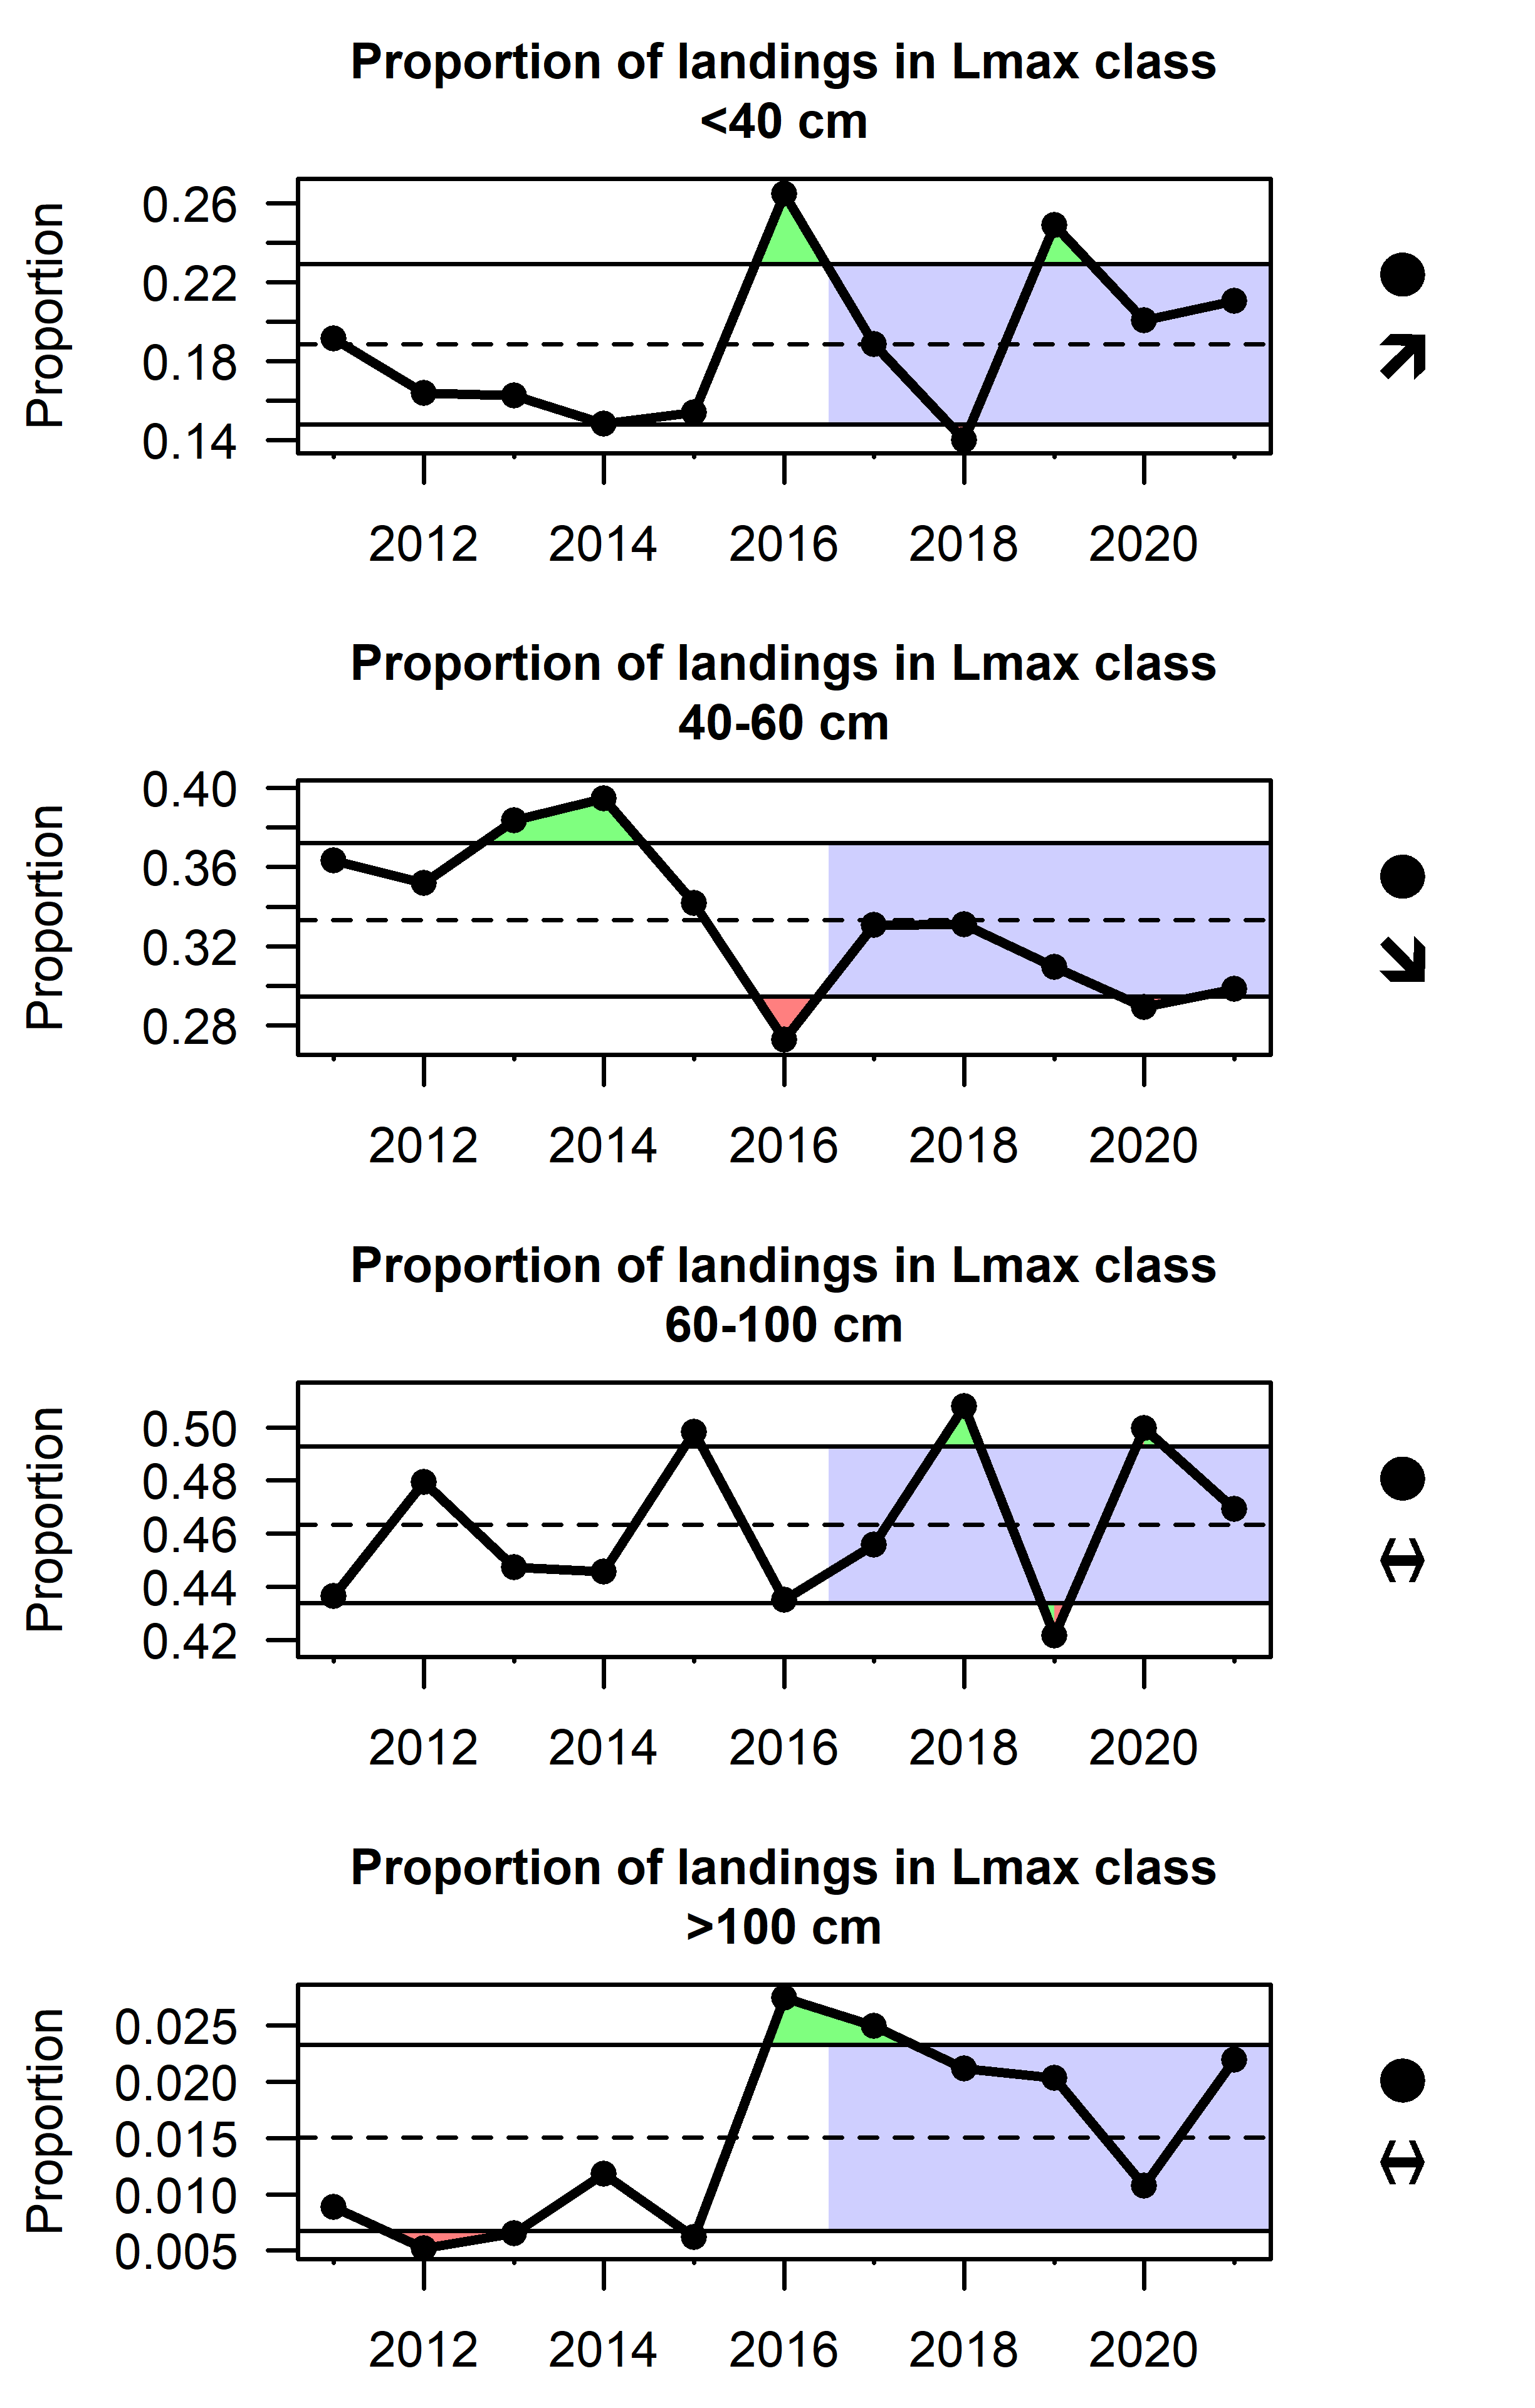 Proportion of landings in Lmax class
<40 cm
Proportion
0.26
0.22
0.18
0.14
2012 2014 2016 2018 2020
Proportion of landings in Lmax class
40-60 cm
Proportion
0.40
0.36
0.32
0.28
2012 2014 2016 2018 2020
Proportion of landings in Lmax class
60-100 cm
Proportion
0.50
0.48
0.46
0.44
0.42
2012 2014 2016 2018 2020
Proportion of landings in Lmax class
>100 cm
Proportion
0.025
0.020
0.015
0.010
0.005
2012 2014 2016 2018 2020